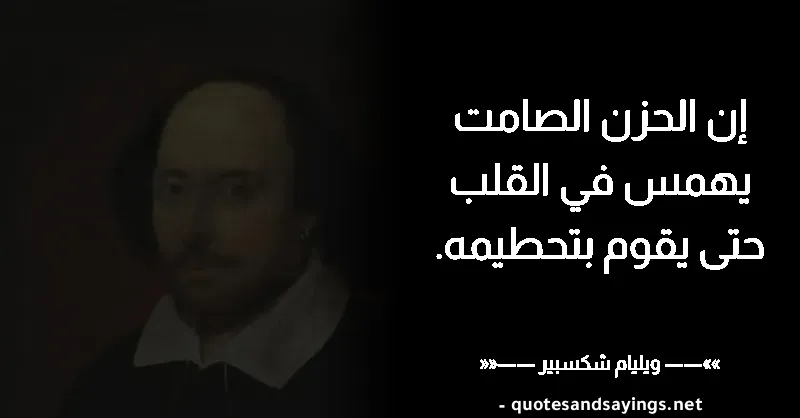 إن الحزن الصامت
يهمس في القلب
حتى يقوم بتحطيمه.
»»—— ويليام شكسبير ——««
- quotesandsayings.net